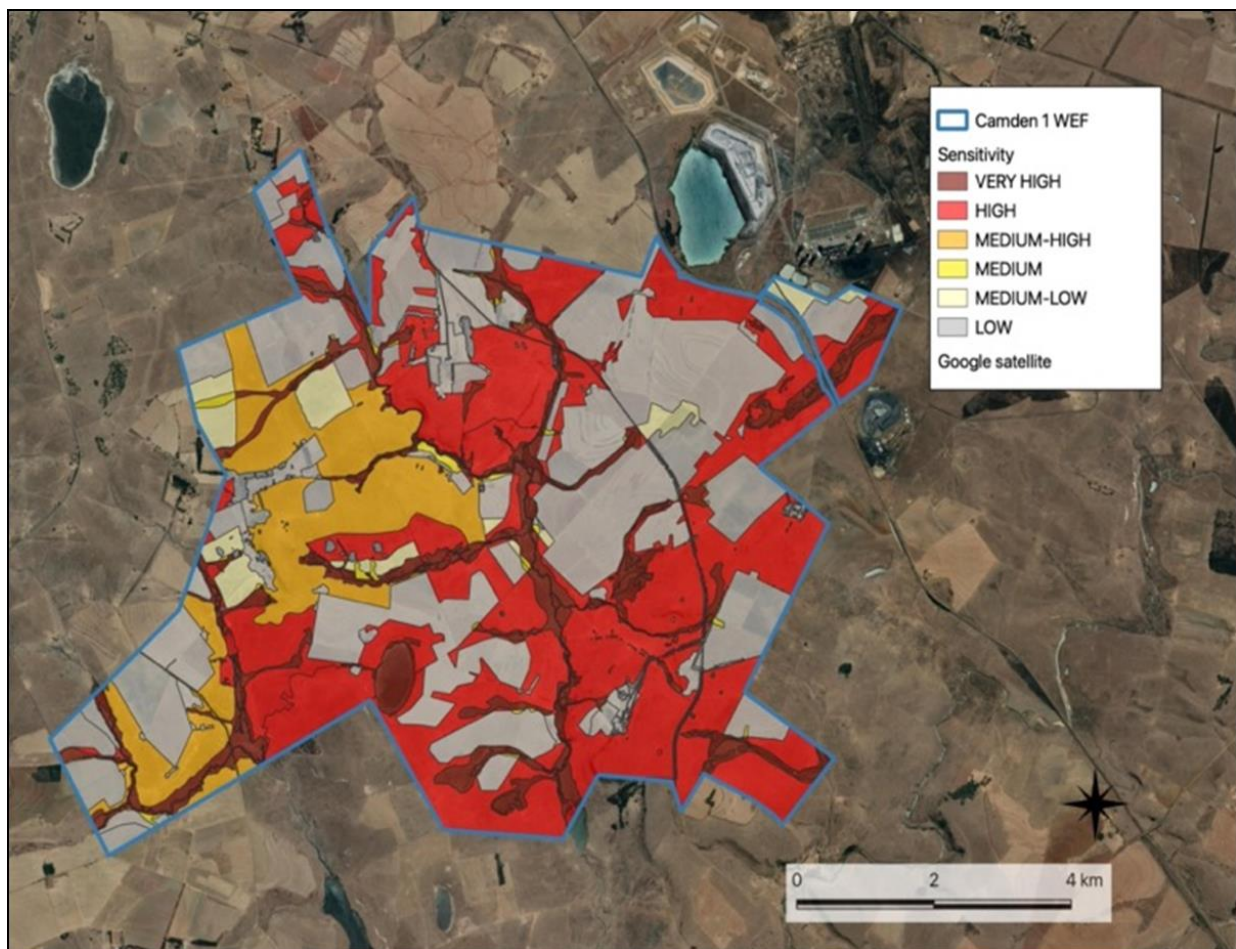 Camden 1 WEF
Sensitivity
VERY HIGH
HIGH
MEDIUM-HIGH
MEDIUM
MEDIUM-LOW
LOW
Google satellite
0 2 4 km